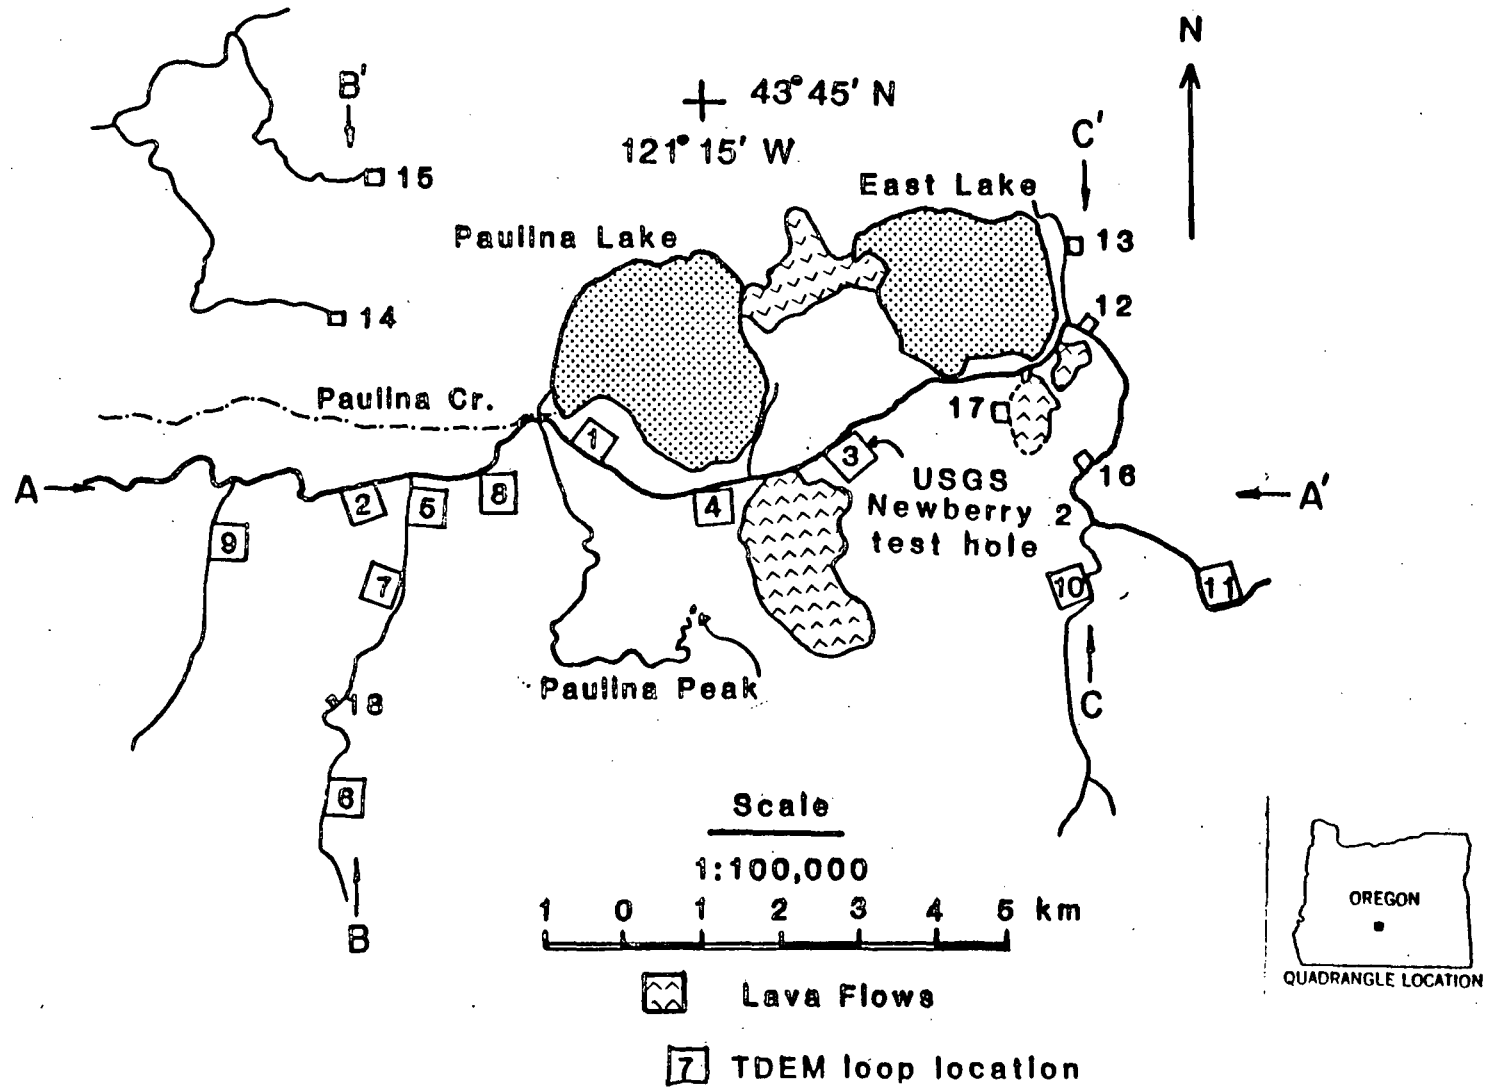 N
B'
43° 45' N
121° 15' W
C'
15
East Lake
Paulina Lake
13
14
12
Paulina Cr.
17
1
3
A
2
5
8
4
USGS
Newberry
test hole
16
2
A'
9
7
10
11
Paulina Peak
18
C
6
B
Scale
1:100,000
1 0 1 2 3 4 5 km
Lava Flows
7 TDEM loop location
OREGON
QUADRANGLE LOCATION